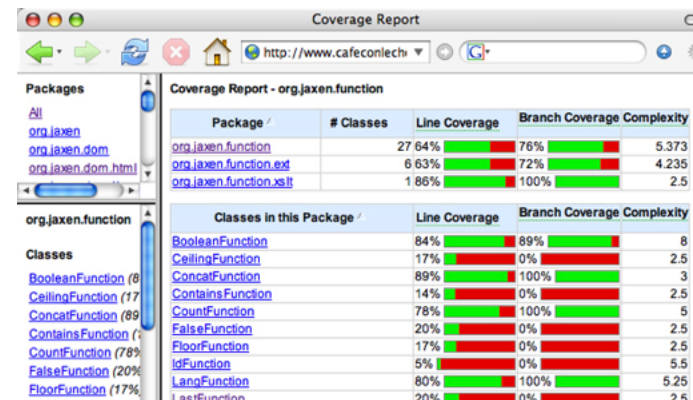 Coverage Report
http://www.cafeconleche
G
Packages
All
org.jaxen
org.jaxen.dom
org.jaxen.dom.html
org.jaxen.function
Classes
BooleanFunction (8
CeilingFunction (17
ConcatFunction (89
ContainsFunction (
CountFunction (78%
FalseFunction (20%
FloorFunction (17%
Coverage Report - org.jaxen.function
Package # Classes Line Coverage Branch Coverage Complexity
org.jaxen.function 27 64% 76% 5.373
org.jaxen.function.ext 6 63% 72% 4.235
org.jaxen.function.xslt 1 86% 100% 2.5
Classes in this Package Line Coverage Branch Coverage Complexity
BooleanFunction 84% 89% 8
CeilingFunction 17% 0% 2.5
ConcatFunction 89% 100% 3
ContainsFunction 14% 0% 2.5
CountFunction 78% 100% 5
FalseFunction 20% 0% 2.5
FloorFunction 17% 0% 2.5
IdFunction 5% 0% 5.5
LangFunction 80% 100% 5.25
LastFunction 20% 0% 2.5